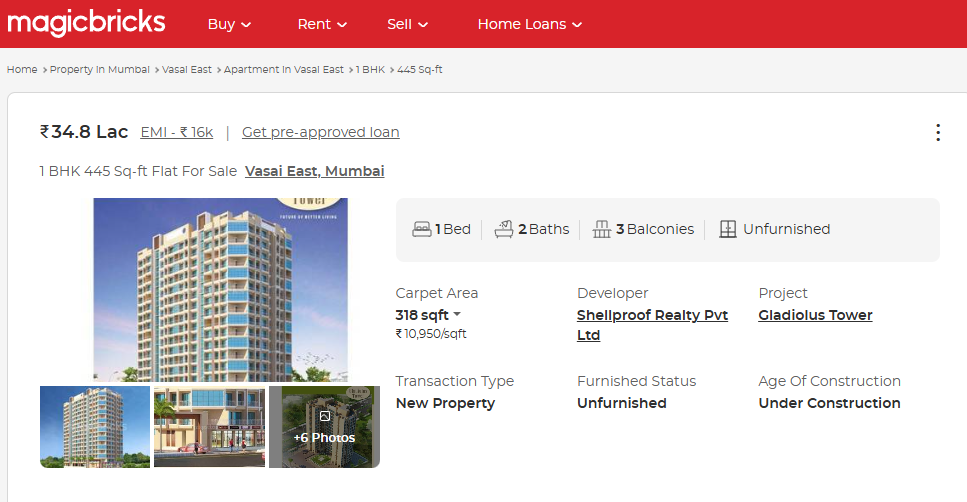 magicbricks
Buy
Rent
Sell
Home Loans
Home > Property In Mumbai > Vasai East > Apartment In Vasai East > 1 BHK > 445 Sq-ft
₹34.8 Lac EMI - ₹ 16k | Get pre-approved loan
1 BHK 445 Sq-ft Flat For Sale Vasai East, Mumbai
TOWER
FUTURE OF BETTER LIVING
+6 Photos
1 Bed
2 Baths
3 Balconies
Unfurnished
Carpet Area
318 sqft
₹10,950/sqft
Developer
Shellproof Realty Pvt
Ltd
Project
Gladiolus Tower
Transaction Type
New Property
Furnished Status
Unfurnished
Age Of Construction
Under Construction